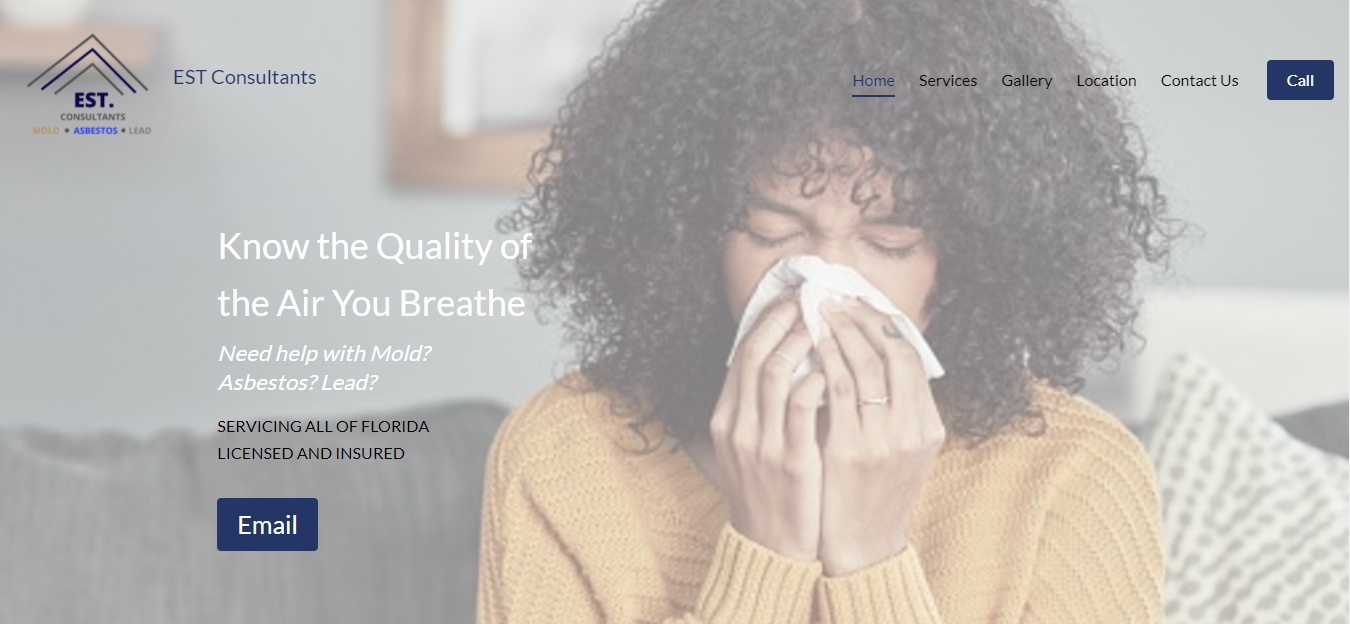 EST.
CONSULTANTS
MOLD • ASBESTOS • LEAD
EST Consultants
Home Services Gallery Location Contact Us Call
Know the Quality of
the Air You Breathe
Need help with Mold?
Asbestos? Lead?
SERVICING ALL OF FLORIDA
LICENSED AND INSURED
Email